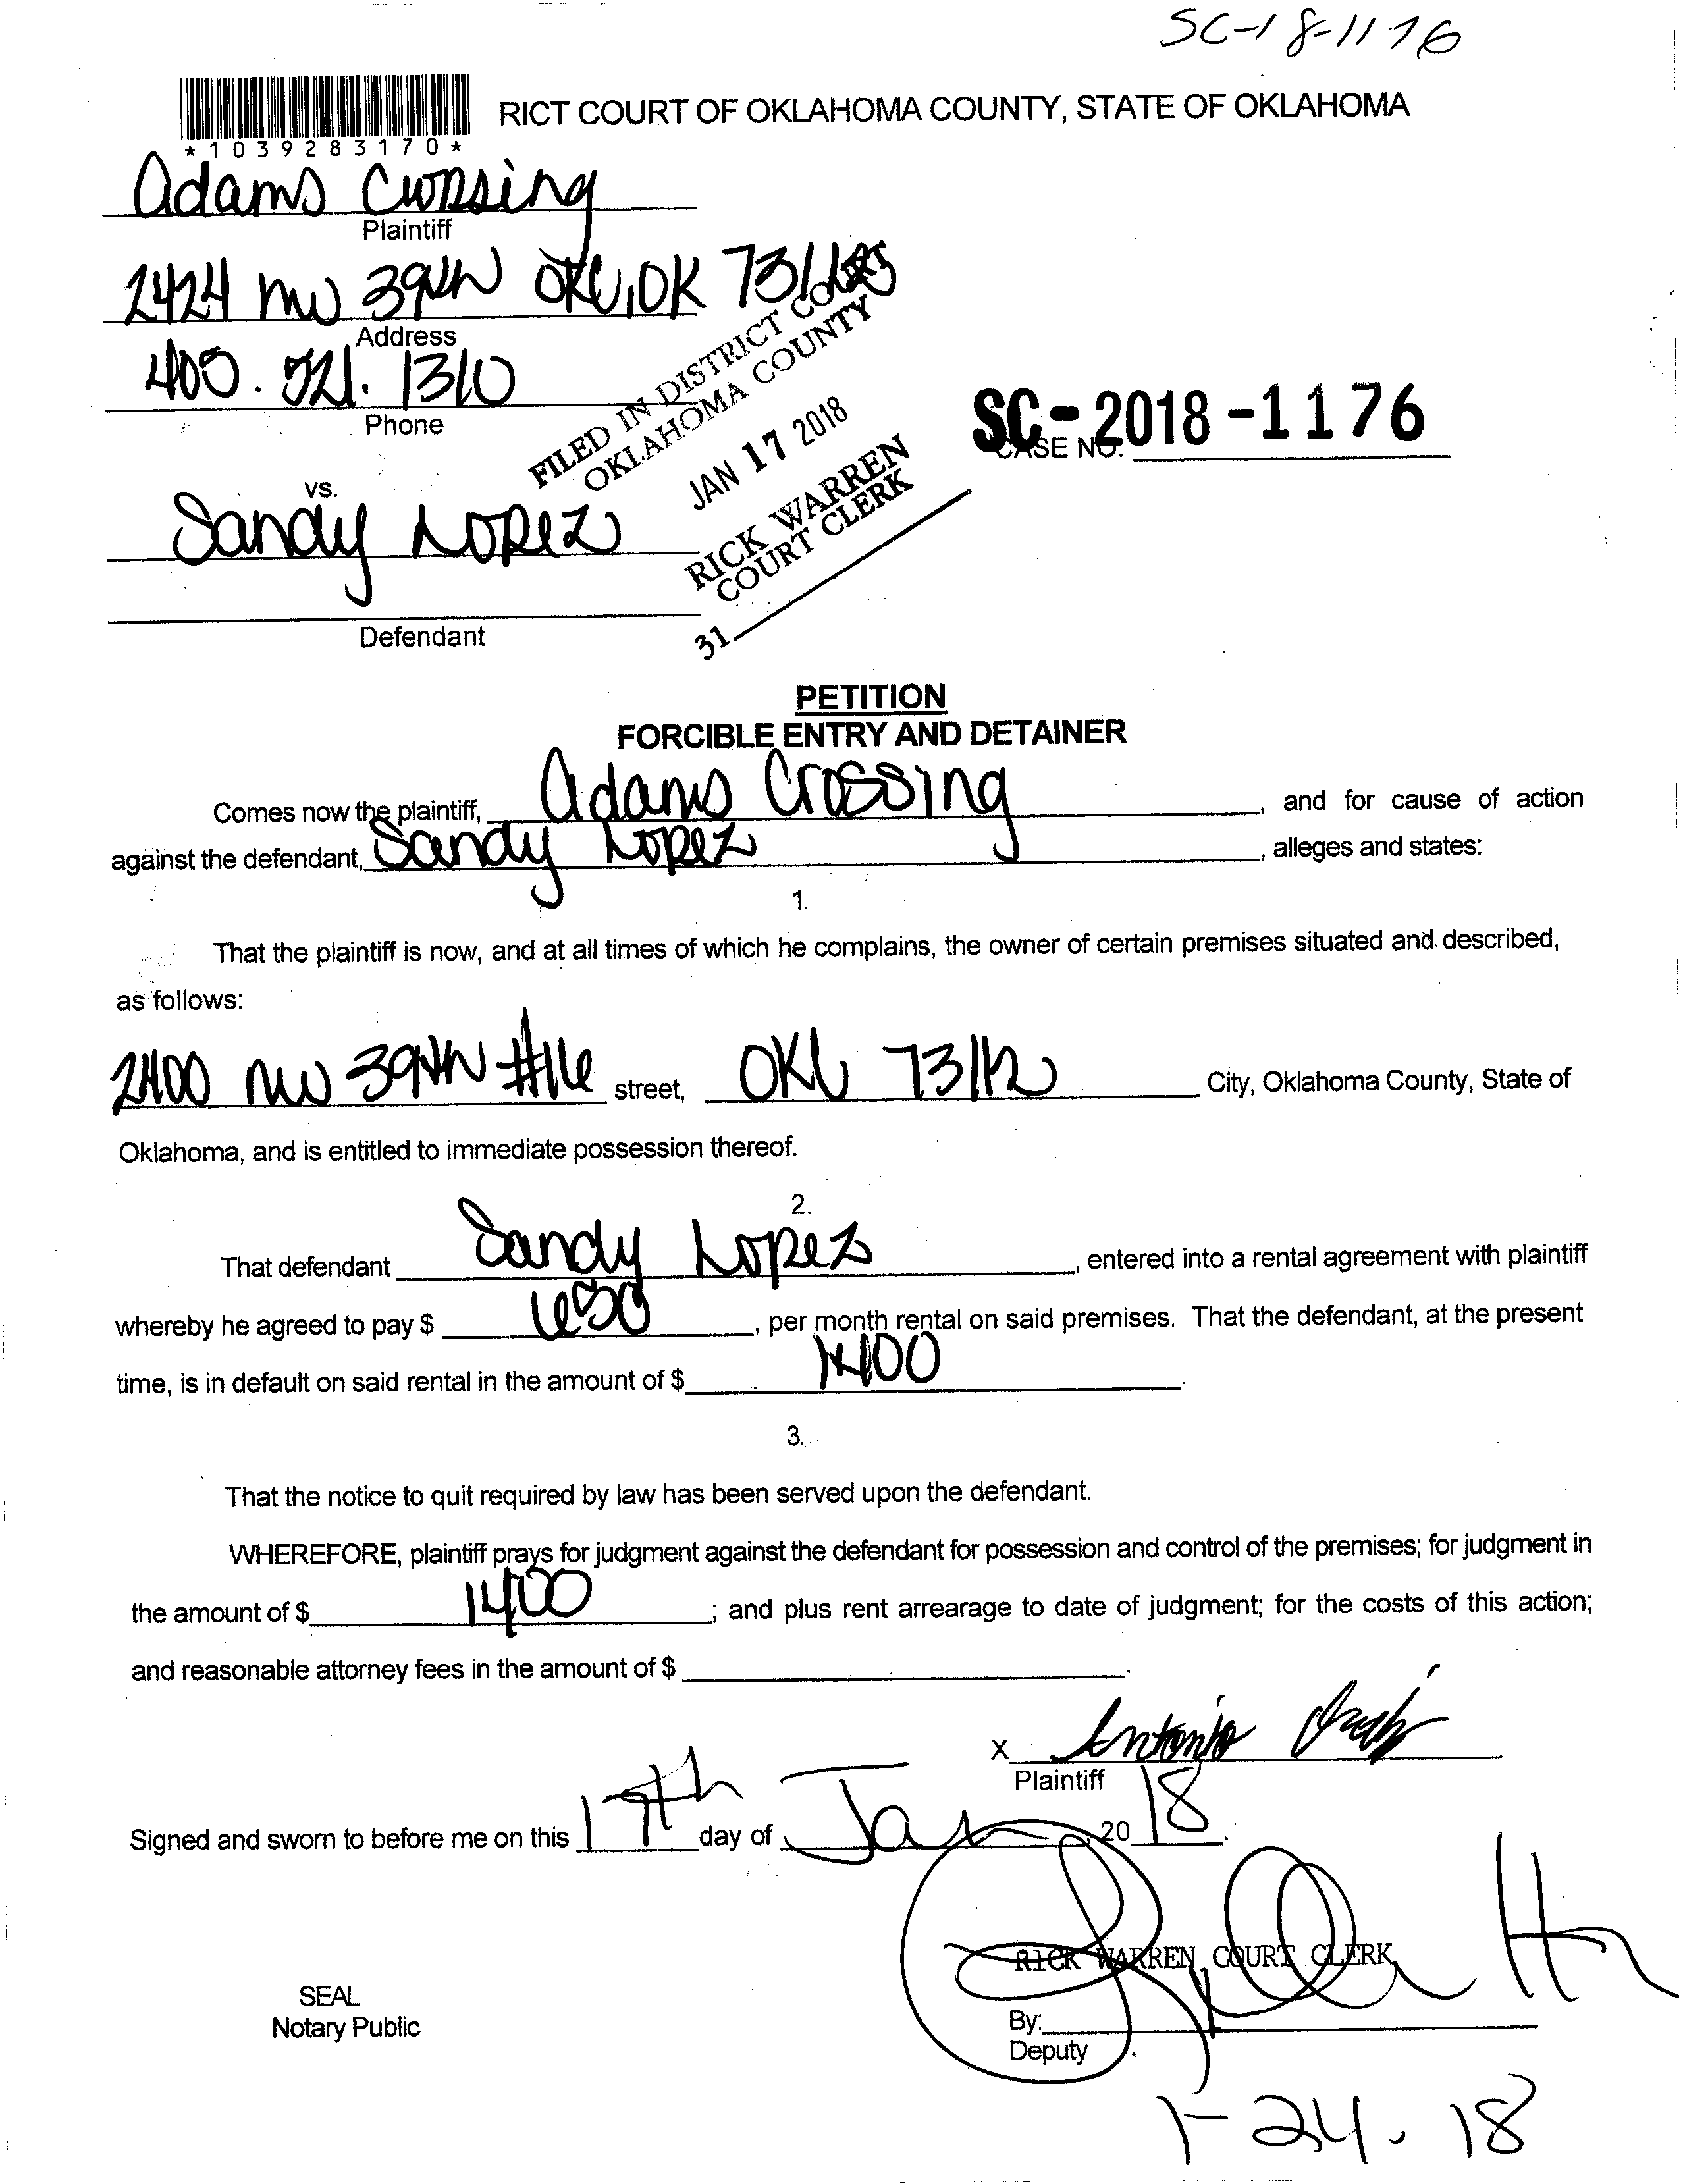 SC-18-1176
RICT COURT OF OKLAHOMA COUNTY, STATE OF OKLAHOMA
*1039283170*
Adams Crossing
Plaintiff
2424 NW 39th OKC, OK
Address
405.521.1310
Phone
FILED IN DISTRICT COURT
OKLAHOMA COUNTY
JAN 17 2018
RICK WARREN
COURT CLERK
31
SC-2018-1176
CASE NO.
vs.
Sandy Lopez
Defendant
PETITION
FORCIBLE ENTRY AND DETAINER
Comes now the plaintiff, Adams Crossing, and for cause of action
against the defendant, Sandy Lopez, alleges and states:
1.
That the plaintiff is now, and at all times of which he complains, the owner of certain premises situated and described,
as follows:
2400 NW 39th #16 street, OKC 73112 City, Oklahoma County, State of
Oklahoma, and is entitled to immediate possession thereof.
2.
That defendant Sandy Lopez, entered into a rental agreement with plaintiff
whereby he agreed to pay $ 650, per month rental on said premises. That the defendant, at the present
time, is in default on said rental in the amount of $ 1400.
3.
That the notice to quit required by law has been served upon the defendant.
WHEREFORE, plaintiff prays for judgment against the defendant for possession and control of the premises; for judgment in
the amount of $ 1400; and plus rent arrearage to date of judgment; for the costs of this action;
and reasonable attorney fees in the amount of $ .
X Antonio
Plaintiff
Signed and sworn to before me on this 17th day of Jan, 20 18.
RICK WARREN, COURT CLERK
SEAL
Notary Public
By:
Deputy
1-24.18